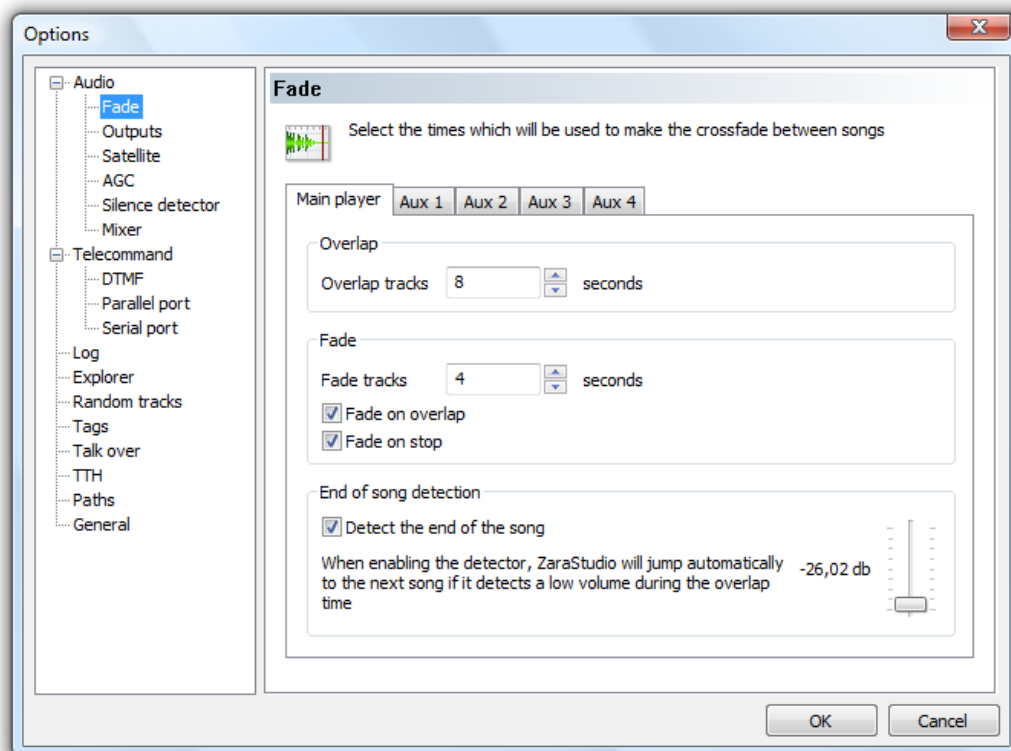 Options
Audio
Fade
Outputs
Satellite
AGC
Silence detector
Mixer
Telecommand
DTMF
Parallel port
Serial port
Log
Explorer
Random tracks
Tags
Talk over
TTH
Paths
General
Fade
Select the times which will be used to make the crossfade between songs
Main player Aux 1 Aux 2 Aux 3 Aux 4
Overlap
Overlap tracks 8 seconds
Fade
Fade tracks 4 seconds
Fade on overlap
Fade on stop
End of song detection
Detect the end of the song
When enabling the detector, ZaraStudio will jump automatically
to the next song if it detects a low volume during the overlap
time
-26,02 db
OK Cancel